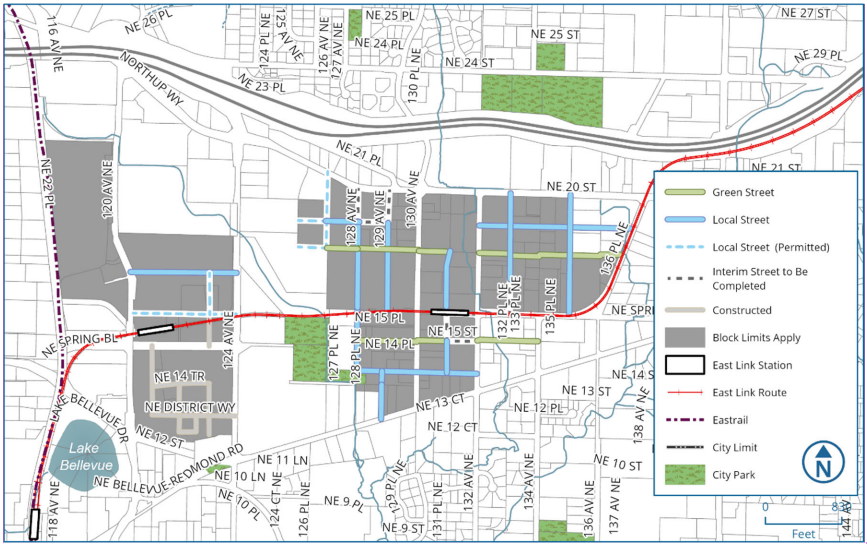 NE 26 PL
NE 25 PL
NE 27 ST
116 AV NE
124 PL NE
125 AV NE
126 AV NE
127 AV NE
NE 24 PL
130 PL NE
NE 25 ST
NE 24 ST
NE 29 PL
NORTHUP WY
NE 23 PL
NE 21 PL
NE 21 ST
NE 20 ST
120 AV NE
128 AV NE
129 AV NE
130 AV NE
136 PL NE
132 PL NE
133 PL NE
135 PL NE
NE 15 PL
NE 15 ST
NE SPRING BL
124 AV NE
127 PL NE
128 PL NE
NE 14 PL
NE 14 TR
NE DISTRICT WY
NE 13 CT
NE 13 ST
NE 12 PL
NE 12 CT
NE 12 ST
LAKE BELLEVUE DR
138 AV NE
Lake
Bellevue
NE BELLEVUE-REDMOND RD
NE 11 LN
NE 10 LN
NE 10 PL
NE 10 ST
118 AV NE
124 CT NE
126 PL NE
NE 9 PL
129 PL NE
NE 9 ST
131 PL NE
132 AV NE
134 AV NE
136 AV NE
137 AV NE
Green Street
Local Street
Local Street (Permitted)
Interim Street to Be
Completed
Constructed
Block Limits Apply
East Link Station
East Link Route
Eastrail
City Limit
City Park
N
0
830
Feet